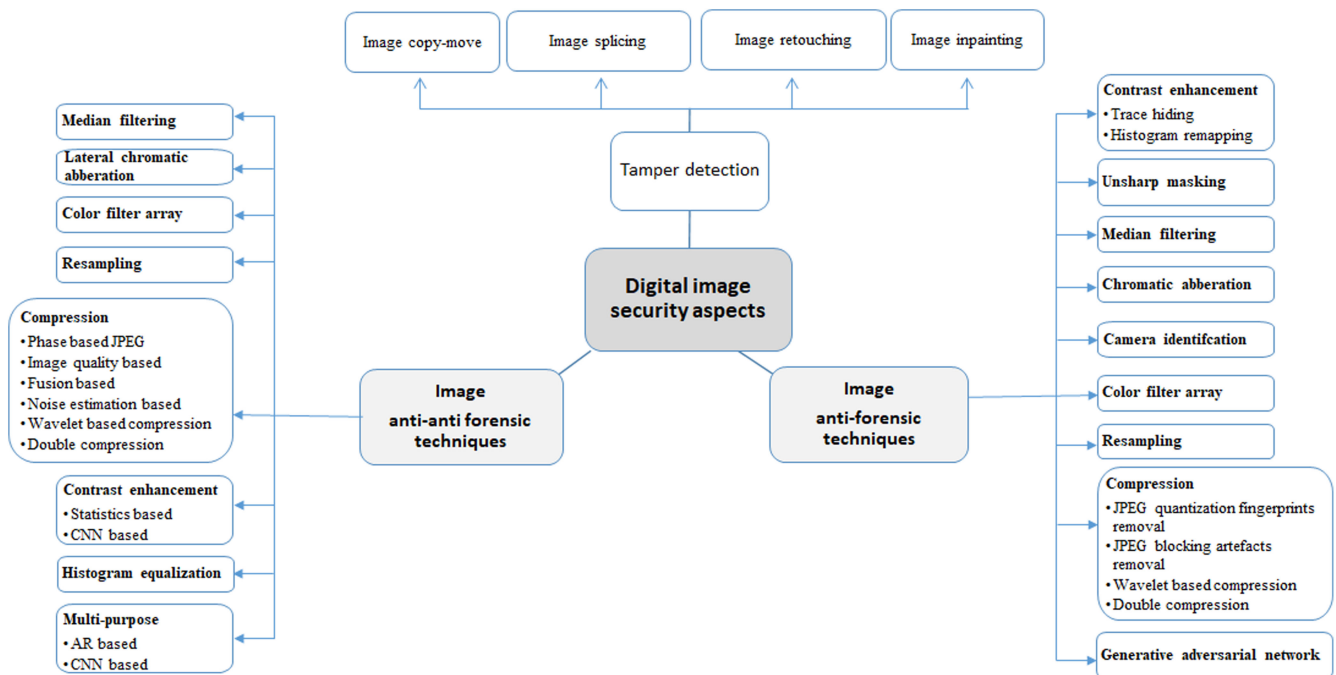 Image copy-move
Image splicing
Image retouching
Image inpainting
Tamper detection
Digital image
security aspects
Image
anti-anti forensic
techniques
Image
anti-forensic
techniques
Median filtering
Lateral chromatic
abberation
Color filter array
Resampling
Compression
• Phase based JPEG
• Image quality based
• Fusion based
• Noise estimation based
• Wavelet based compression
• Double compression
Contrast enhancement
• Statistics based
• CNN based
Histogram equalization
Multi-purpose
• AR based
• CNN based
Contrast enhancement
• Trace hiding
• Histogram remapping
Unsharp masking
Median filtering
Chromatic abberation
Camera identifcation
Color filter array
Resampling
Compression
• JPEG quantization fingerprints
removal
• JPEG blocking artefacts
removal
• Wavelet based compression
• Double compression
Generative adversarial network